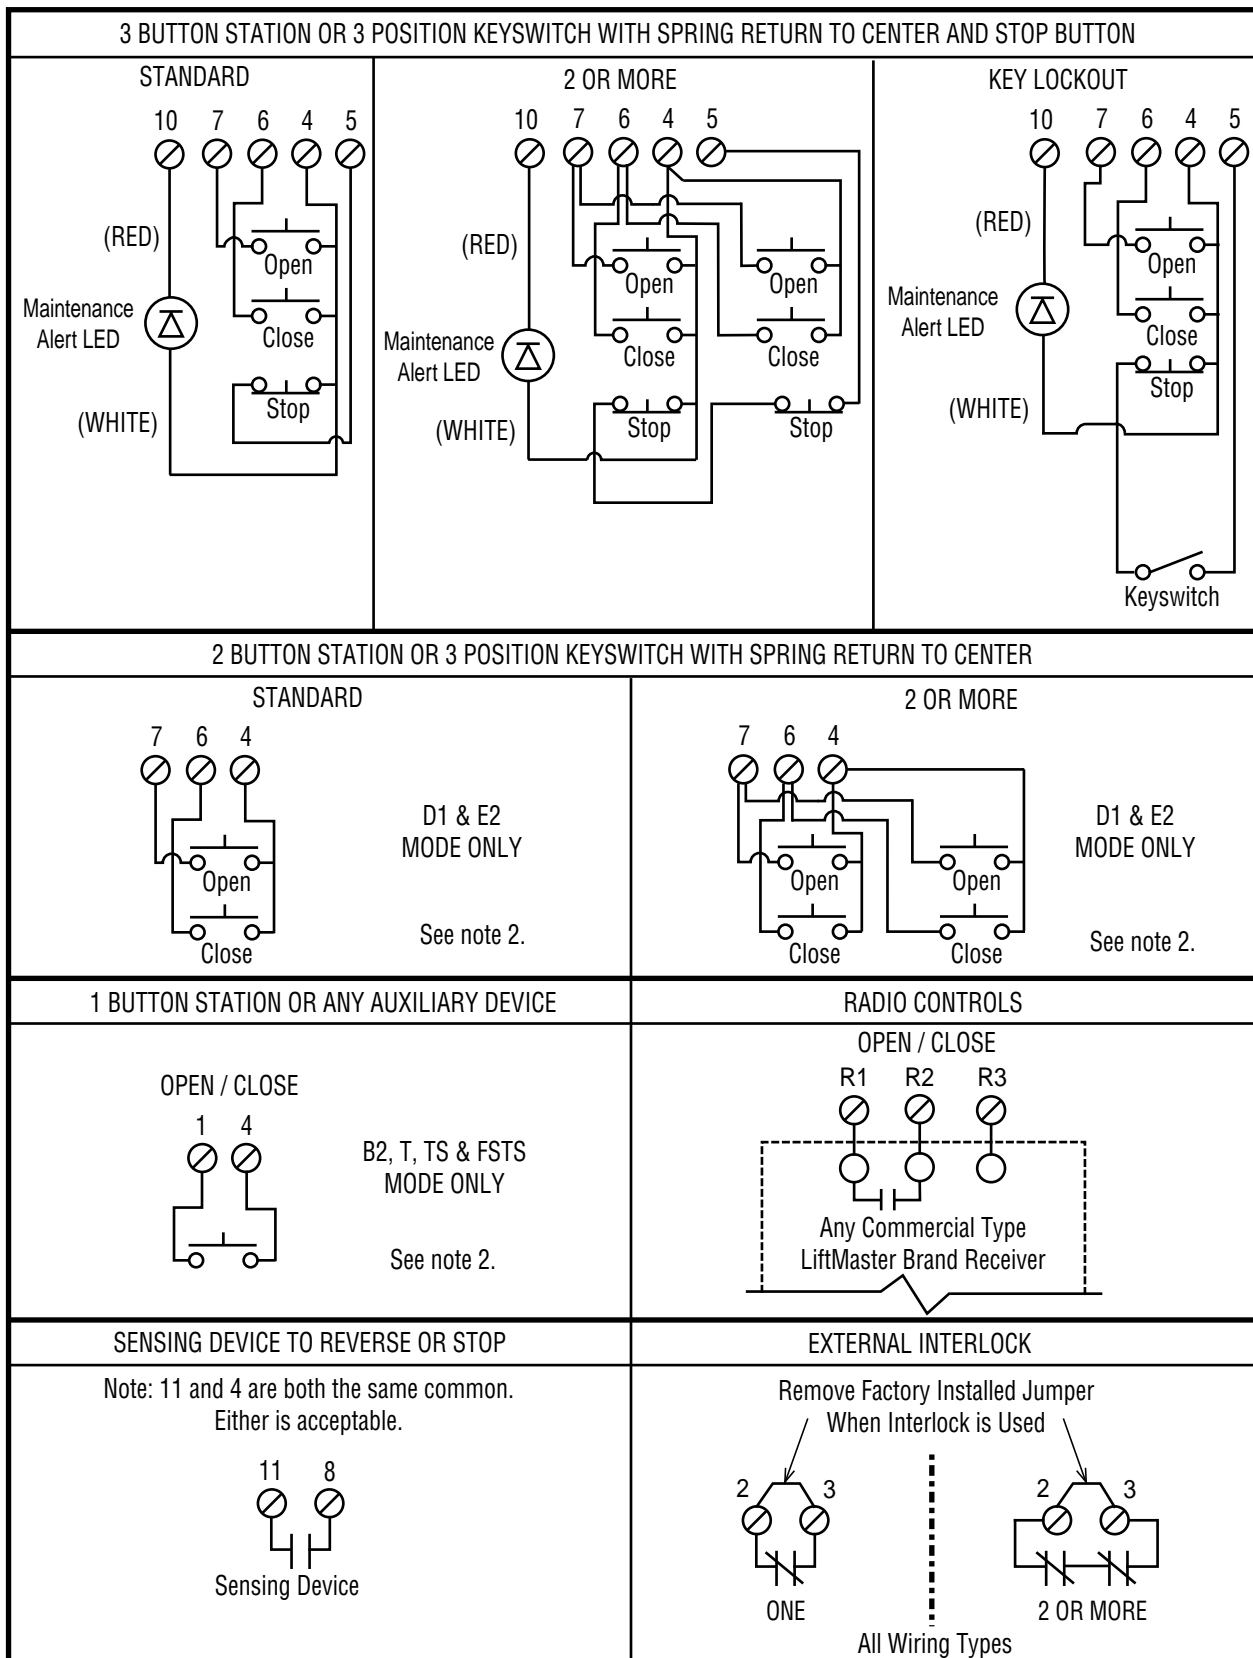 3 BUTTON STATION OR 3 POSITION KEYSWITCH WITH SPRING RETURN TO CENTER AND STOP BUTTON
STANDARD
10 7 6 4 5
(RED)
Open
Maintenance
Alert LED
Close
Stop
(WHITE)
2 OR MORE
10 7 6 4 5
(RED)
Open Open
Maintenance
Alert LED
Close Close
(WHITE)
Stop Stop
KEY LOCKOUT
10 7 6 4 5
(RED)
Open
Maintenance
Alert LED
Close
Stop
(WHITE)
Keyswitch
2 BUTTON STATION OR 3 POSITION KEYSWITCH WITH SPRING RETURN TO CENTER
STANDARD
7 6 4
D1 & E2
MODE ONLY
Open
See note 2.
Close
2 OR MORE
7 6 4
D1 & E2
MODE ONLY
Open Open
See note 2.
Close Close
1 BUTTON STATION OR ANY AUXILIARY DEVICE
OPEN / CLOSE
1 4
B2, T, TS & FSTS
MODE ONLY
See note 2.
RADIO CONTROLS
OPEN / CLOSE
R1 R2 R3
Any Commercial Type
LiftMaster Brand Receiver
SENSING DEVICE TO REVERSE OR STOP
Note: 11 and 4 are both the same common.
Either is acceptable.
11 8
Sensing Device
EXTERNAL INTERLOCK
Remove Factory Installed Jumper
When Interlock is Used
2 3
ONE
2 3
2 OR MORE
All Wiring Types